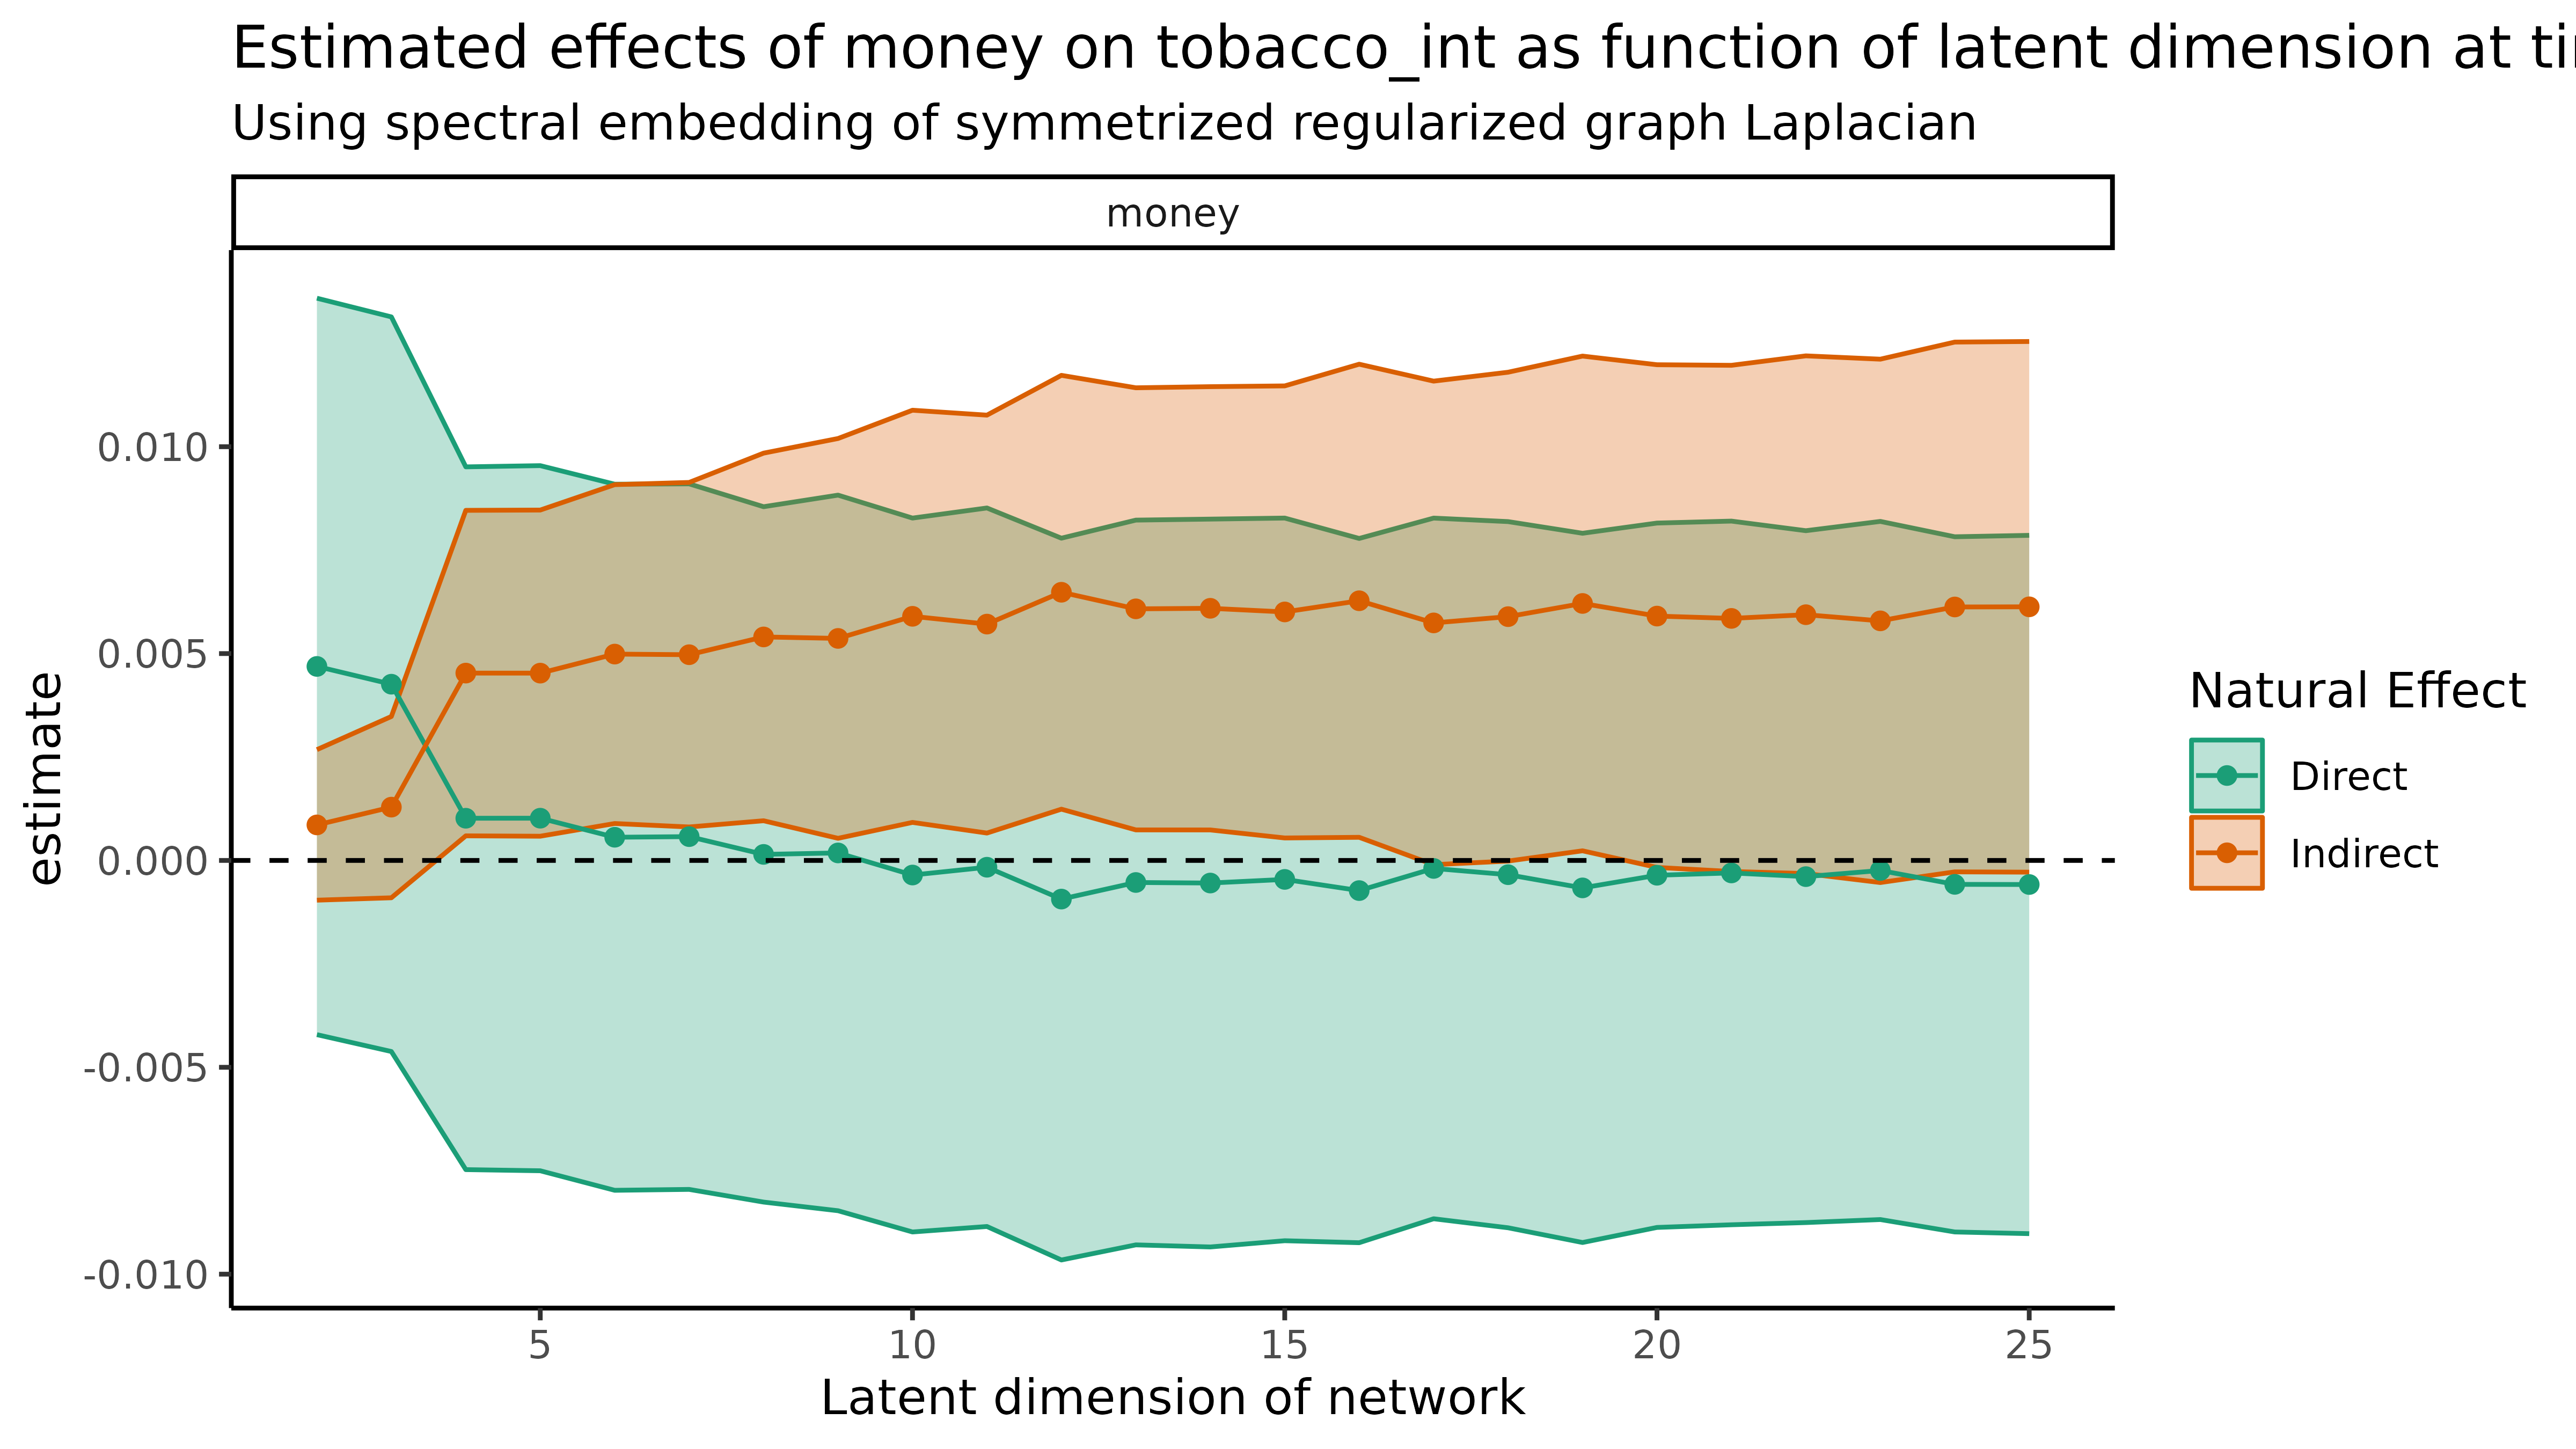 Estimated effects of money on tobacco_int as function of latent dimension at
Using spectral embedding of symmetrized regularized graph Laplacian
money
0.010
0.005
0.000
-0.005
-0.010
estimate
5 10 15 20 25
Latent dimension of network
Natural Effect
Direct
Indirect